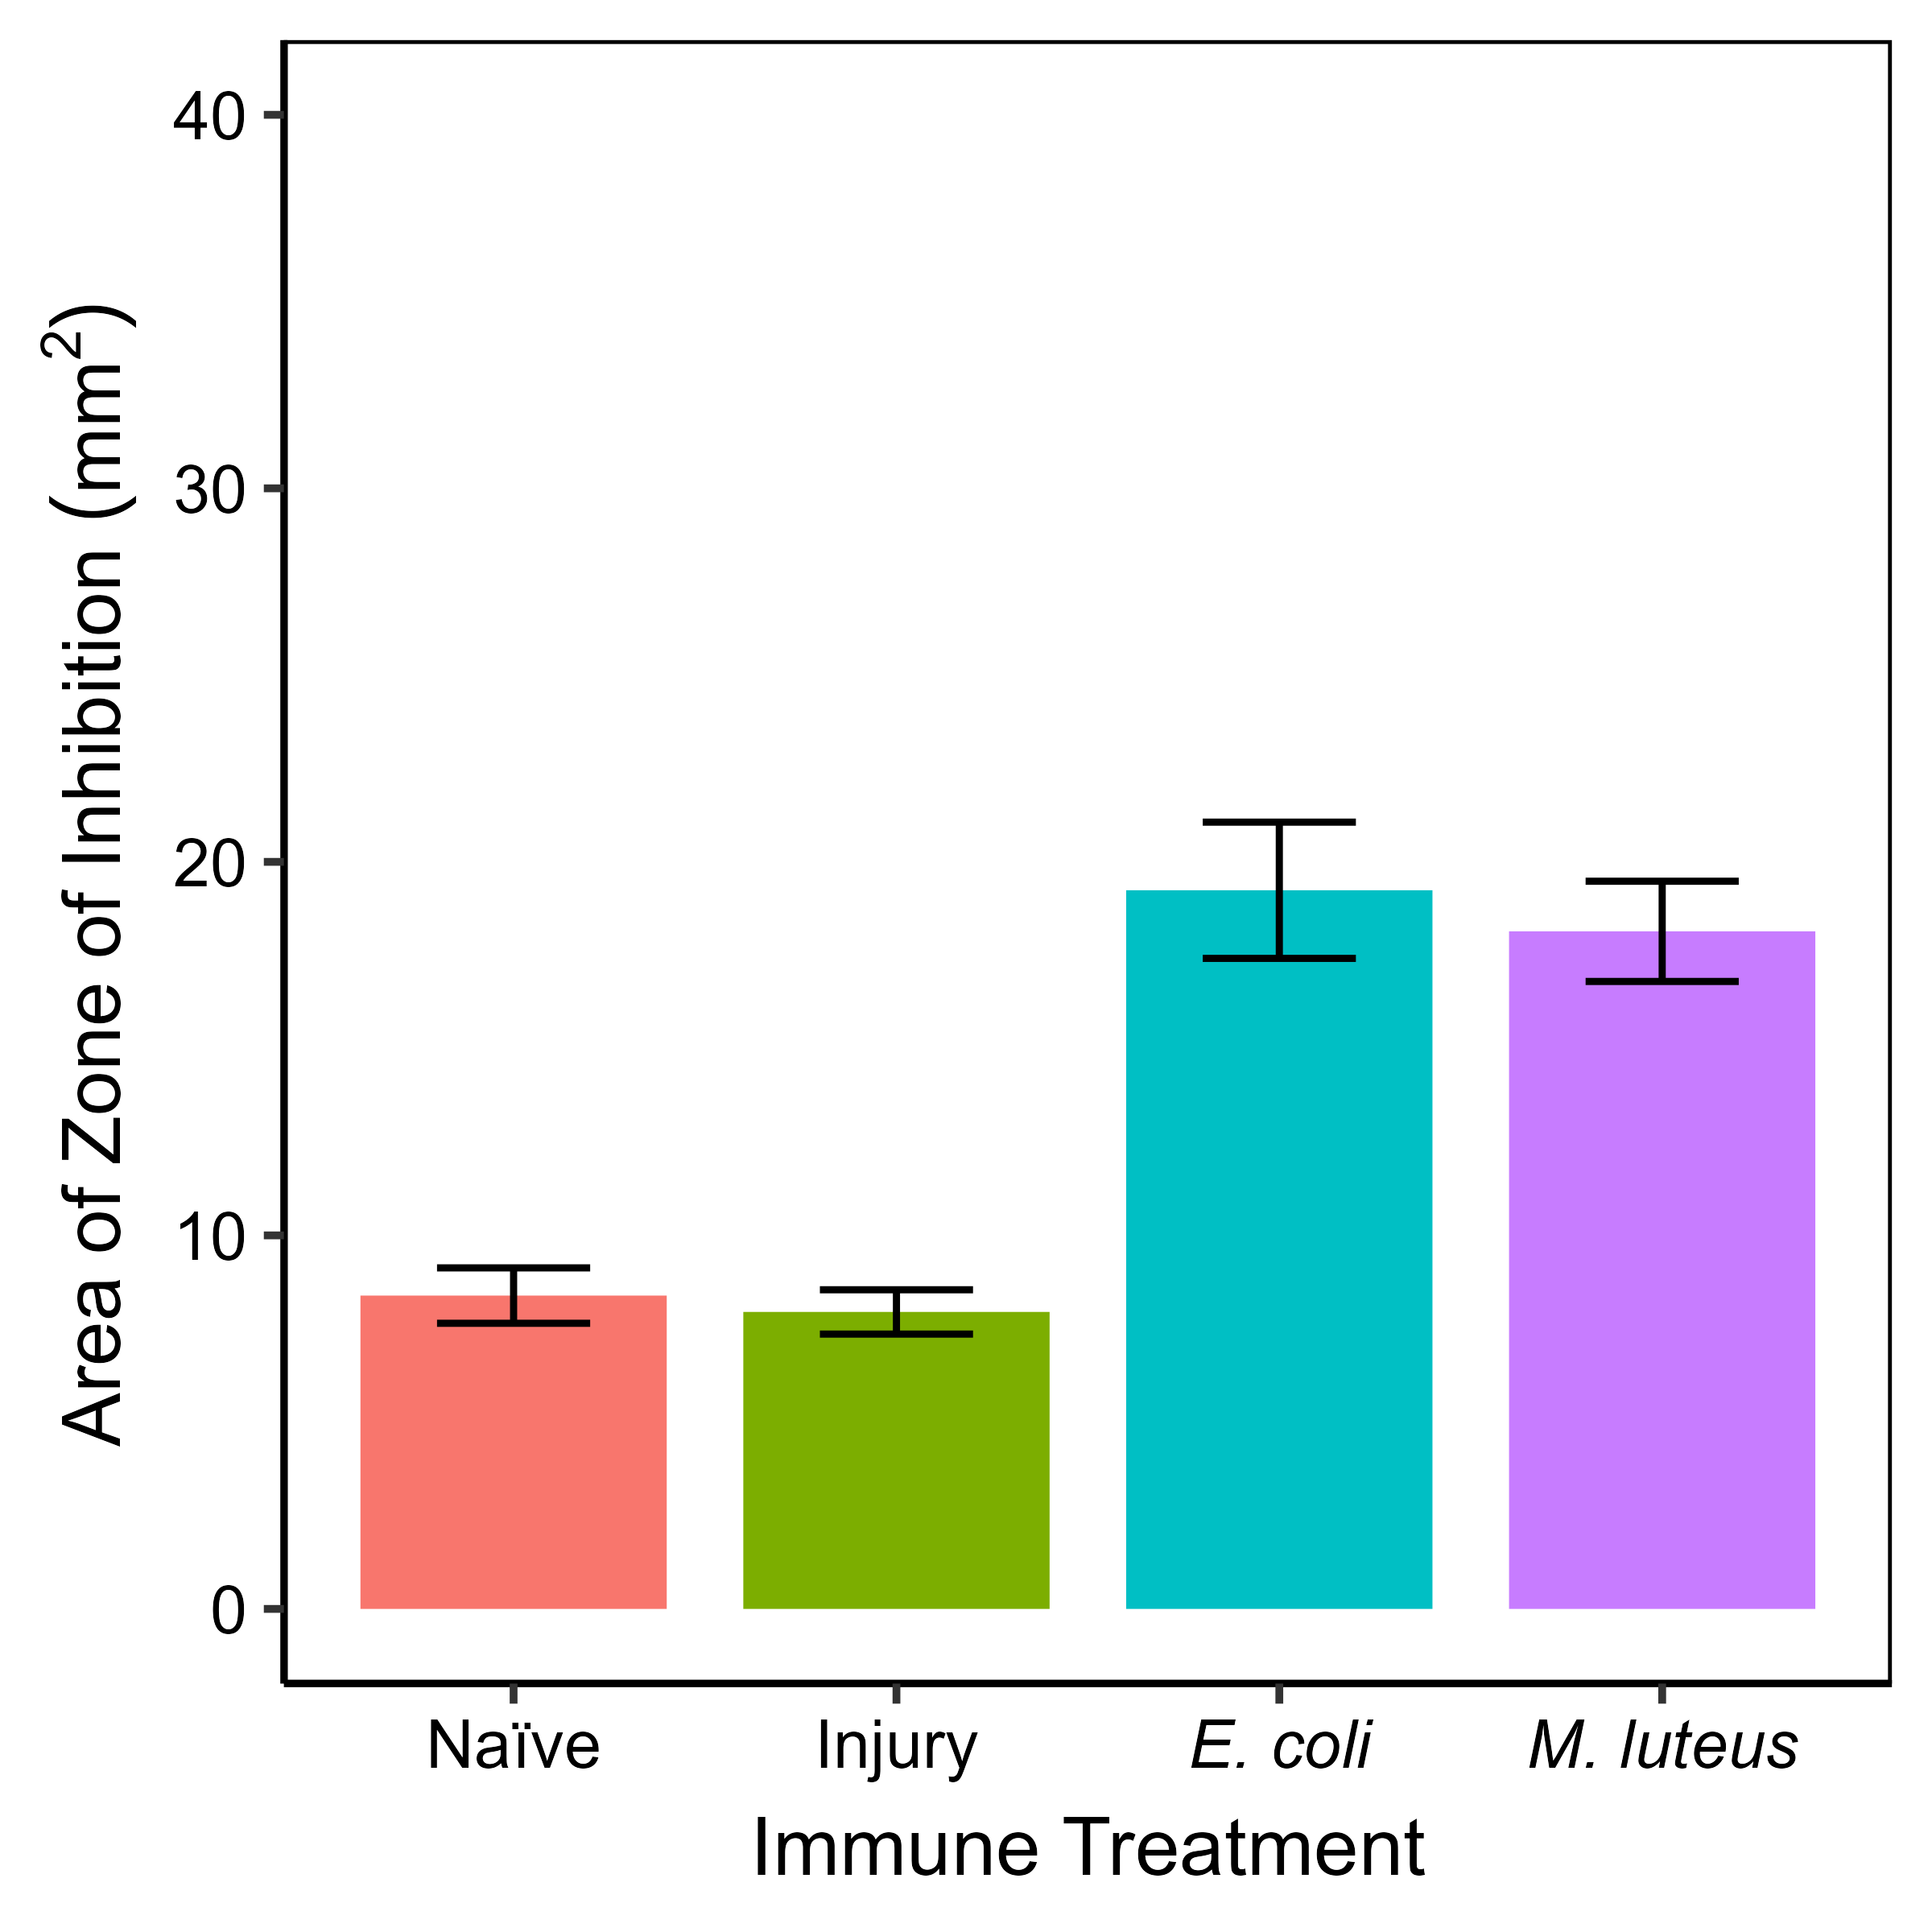 Area of Zone of Inhibition (mm²)
40
30
20
10
0
Naïve Injury E. coli M. luteus
Immune Treatment